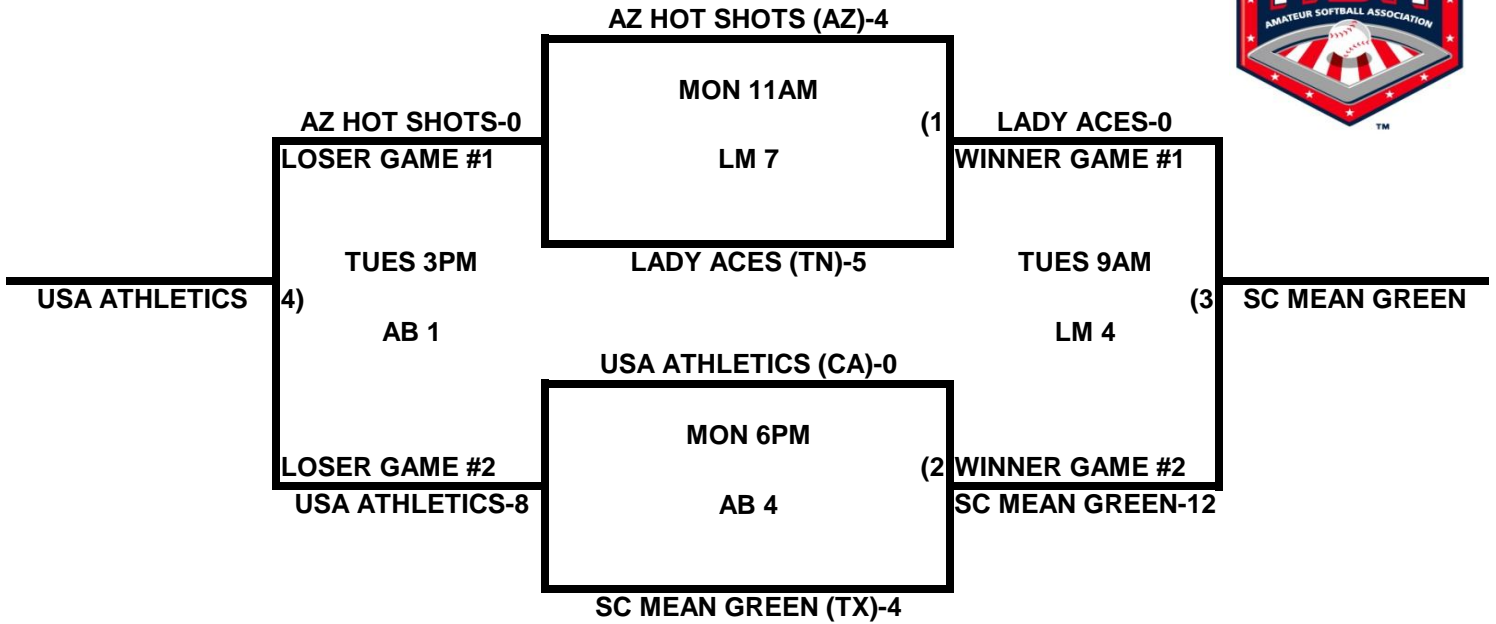 AZ HOT SHOTS (AZ)-4
AMATEUR SOFTBALL ASSOCIATION
TM
MON 11AM
AZ HOT SHOTS-0
(1
LADY ACES-0
LOSER GAME #1
LM 7
WINNER GAME #1
TUES 3PM
LADY ACES (TN)-5
TUES 9AM
USA ATHLETICS
4)
(3
SC MEAN GREEN
AB 1
LM 4
USA ATHLETICS (CA)-0
MON 6PM
LOSER GAME #2
(2
WINNER GAME #2
USA ATHLETICS-8
AB 4
SC MEAN GREEN-12
SC MEAN GREEN (TX)-4